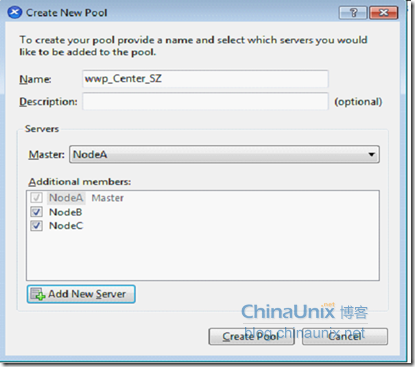 Create New Pool
To create your pool provide a name and select which servers you would
like to be added to the pool.
Name: wwp_Center_SZ
Description: (optional)
Servers
Master: NodeA
Additional members:
NodeA Master
NodeB
NodeC
Add New Server
ChinaUnix 博客
blog.chinaunix.net
Create Pool Cancel